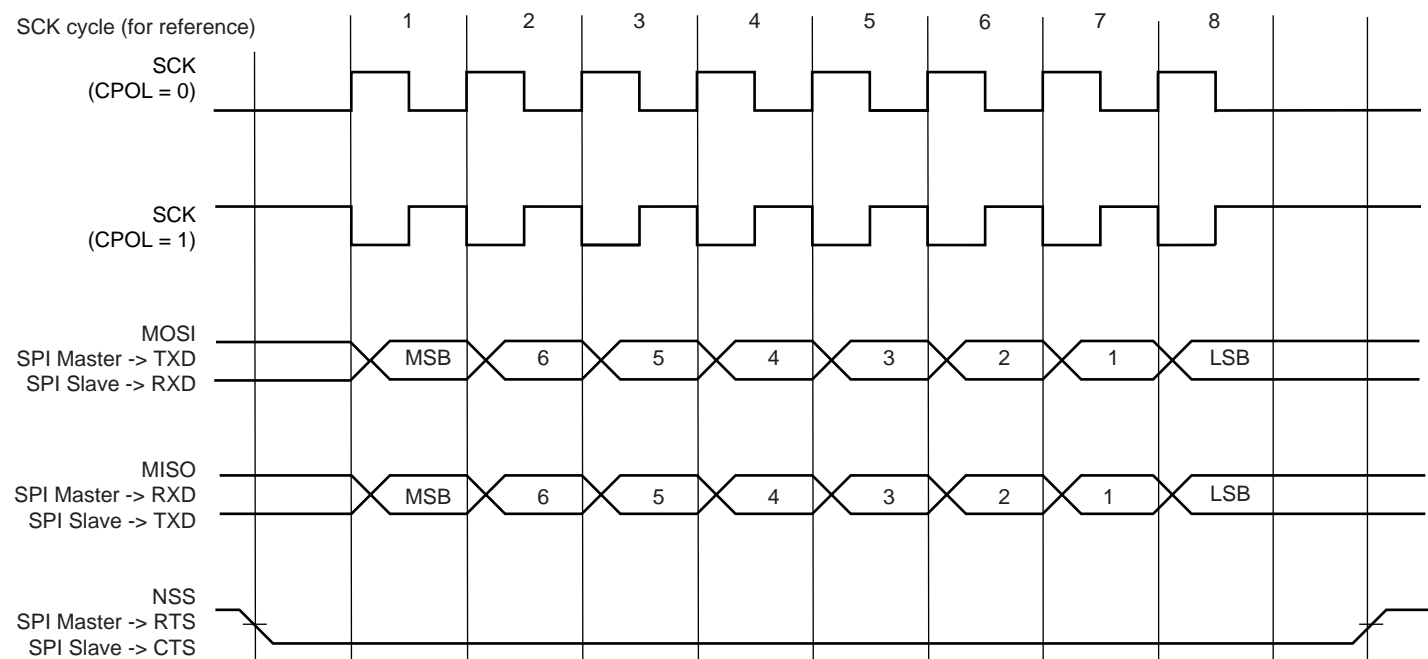 SCK cycle (for reference) 1 2 3 4 5 6 7 8
SCK
(CPOL = 0)
SCK
(CPOL = 1)
MOSI
SPI Master -> TXD
SPI Slave -> RXD
MSB 6 5 4 3 2 1 LSB
MISO
SPI Master -> RXD
SPI Slave -> TXD
MSB 6 5 4 3 2 1 LSB
NSS
SPI Master -> RTS
SPI Slave -> CTS